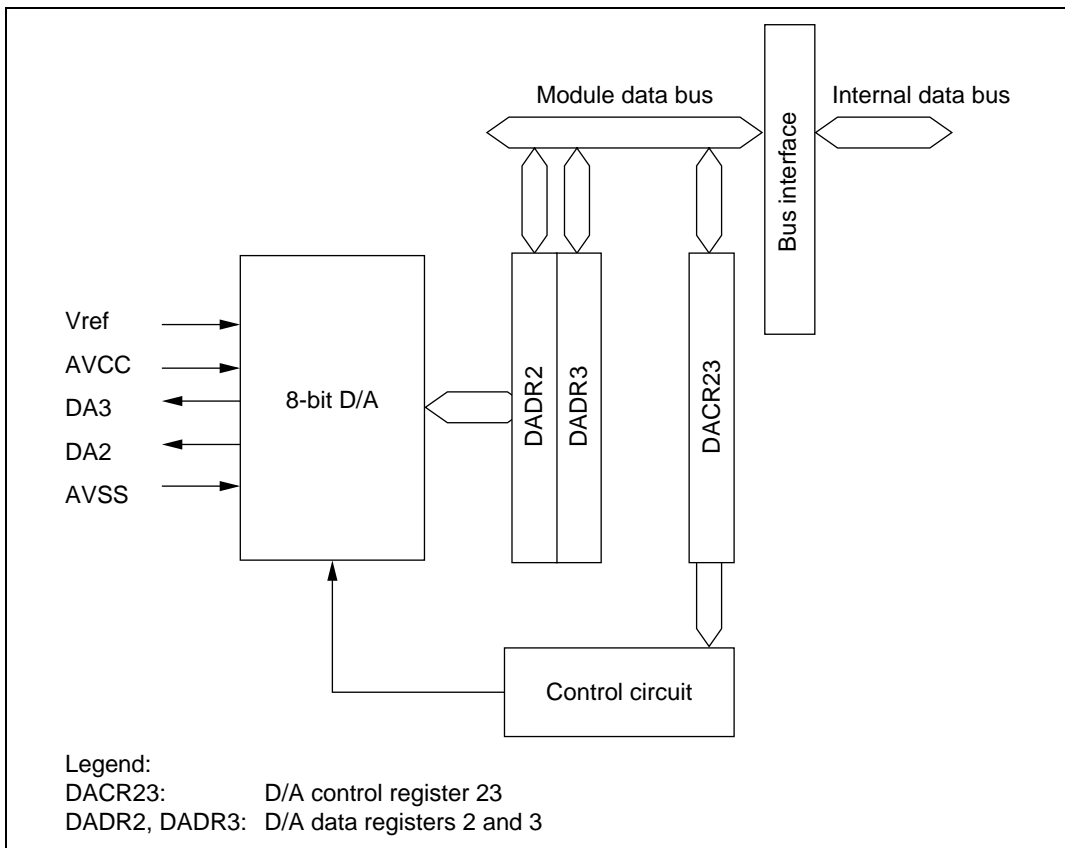 Module data bus
Internal data bus
Bus interface
Vref
AVCC
DA3
DA2
AVSS
8-bit D/A
DADR2
DADR3
DACR23
Control circuit
Legend:
DACR23: D/A control register 23
DADR2, DADR3: D/A data registers 2 and 3